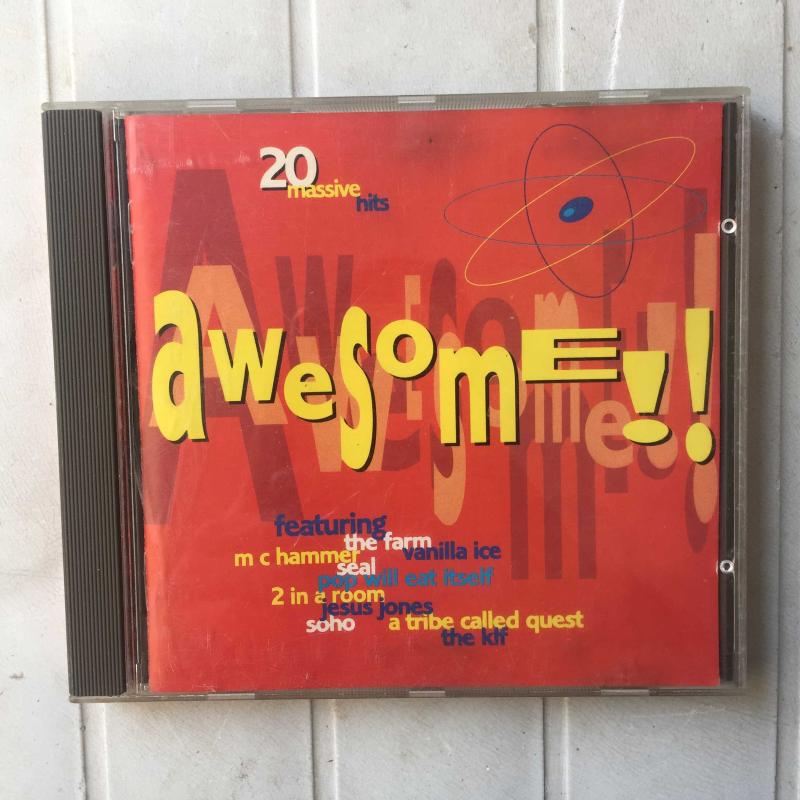 20
massive
hits
awesome!!
featuring
the farm
m c hammer vanilla ice
seal
pop will eat itself
2 in a room
jesus jones
soho a tribe called quest
the klf